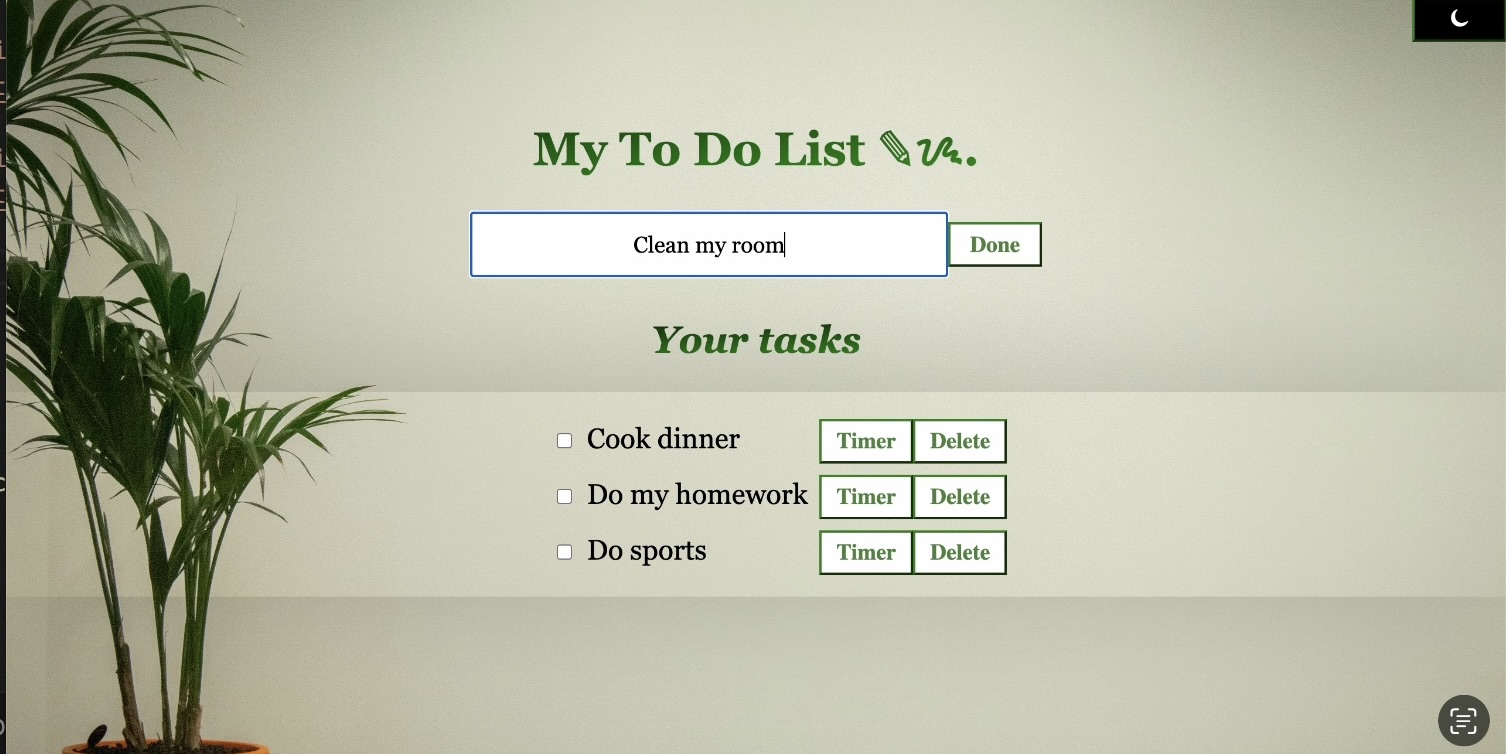 My To Do List ✎ഹ.
Clean my room
Done
Your tasks
Cook dinner Timer Delete
Do my homework Timer Delete
Do sports Timer Delete